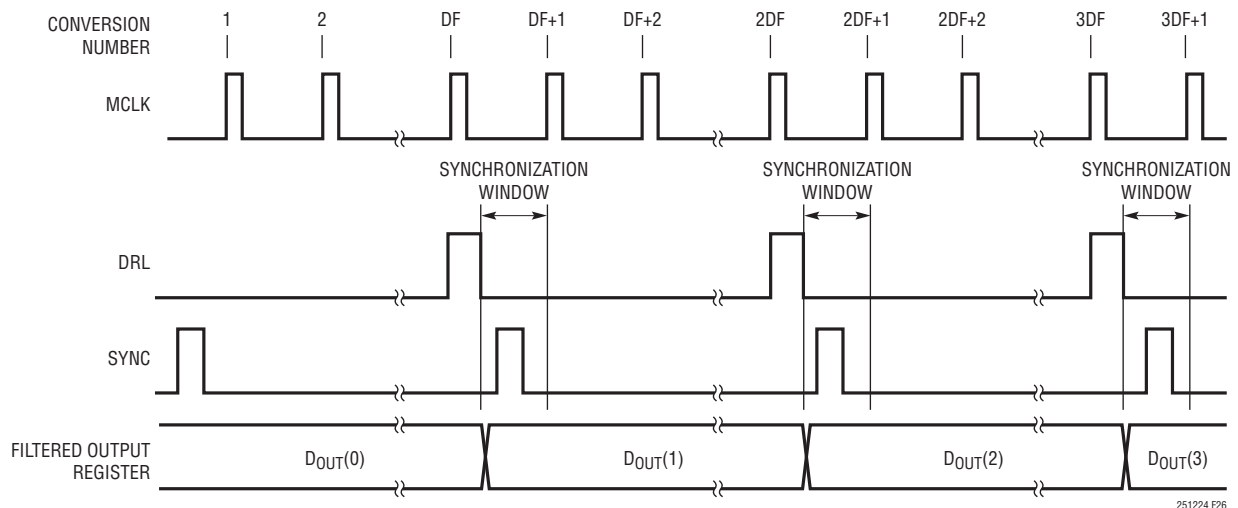 CONVERSION
NUMBER
1 2 DF DF+1 DF+2 2DF 2DF+1 2DF+2 3DF 3DF+1
MCLK
SYNCHRONIZATION
WINDOW
SYNCHRONIZATION
WINDOW
SYNCHRONIZATION
WINDOW
DRL
SYNC
FILTERED OUTPUT
REGISTER
DOUT(0) DOUT(1) DOUT(2) DOUT(3)
251224 F26